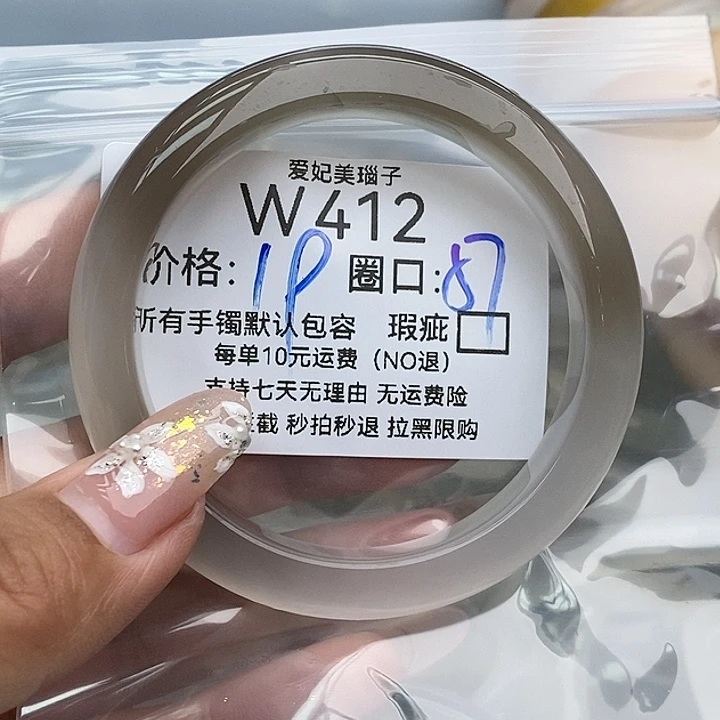 爱妃美瑙子
W412
价格: 圈口:57
所有手镯默认包容 瑕疵
每单10元运费（NO退）
支持七天无理由 无运费险
截 秒拍秒退 拉黑限购